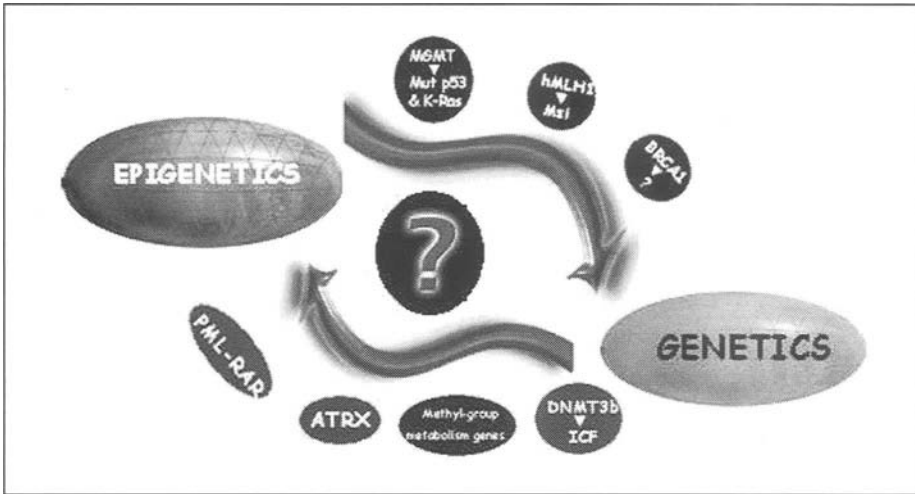 MGMT
Mut p53
& K-Ras
hMLH1
Msi
BRCA1
?
EPIGENETICS
?
GENETICS
PML-RAR
ATRX
Methyl-group
metabolism genes
DNMT3b
ICF